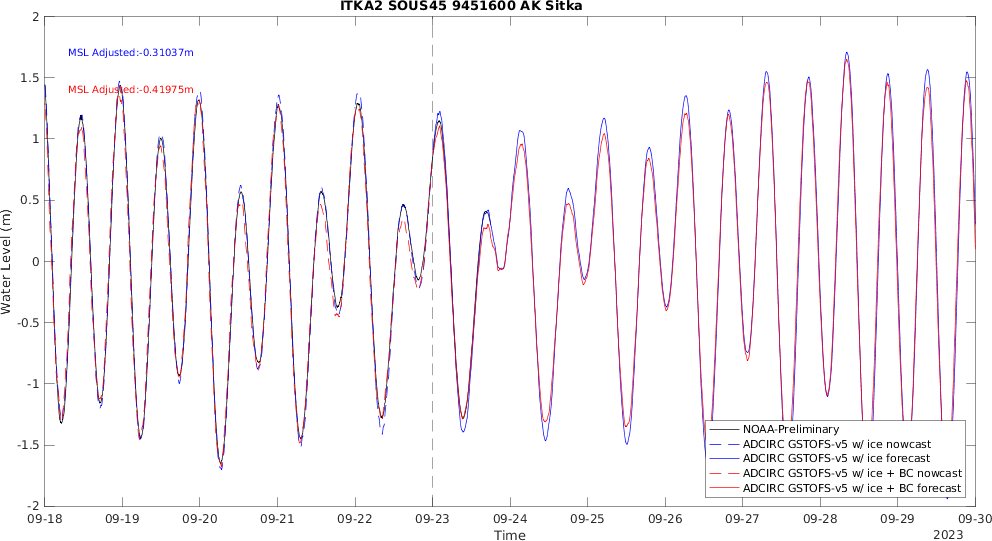 ITKA2 SOUS45 9451600 AK Sitka
MSL Adjusted:-0.31037m
MSL Adjusted:-0.41975m
Water Level (m)
2
1.5
1
0.5
0
-0.5
-1
-1.5
-2
NOAA-Preliminary
ADCIRC GSTOFS-v5 w/ ice nowcast
ADCIRC GSTOFS-v5 w/ ice forecast
ADCIRC GSTOFS-v5 w/ ice + BC nowcast
ADCIRC GSTOFS-v5 w/ ice + BC forecast
09-18 09-19 09-20 09-21 09-22 09-23 09-24 09-25 09-26 09-27 09-28 09-29 09-30
Time
2023